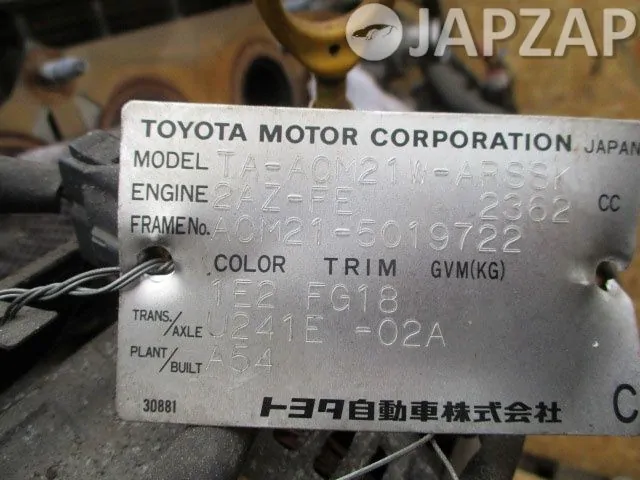 JAPZAP
TOYOTA MOTOR CORPORATION JAPAN
MODEL TA-ACM21W-ARSSK
ENGINE 2AZ-FE 2362 CC
FRAME No. ACM21-5019722
COLOR TRIM GVM(KG)
1E2 FG18
TRANS./AXLE U241E -02A
PLANT/BUILT A54
30881 トヨタ自動車株式会社 C